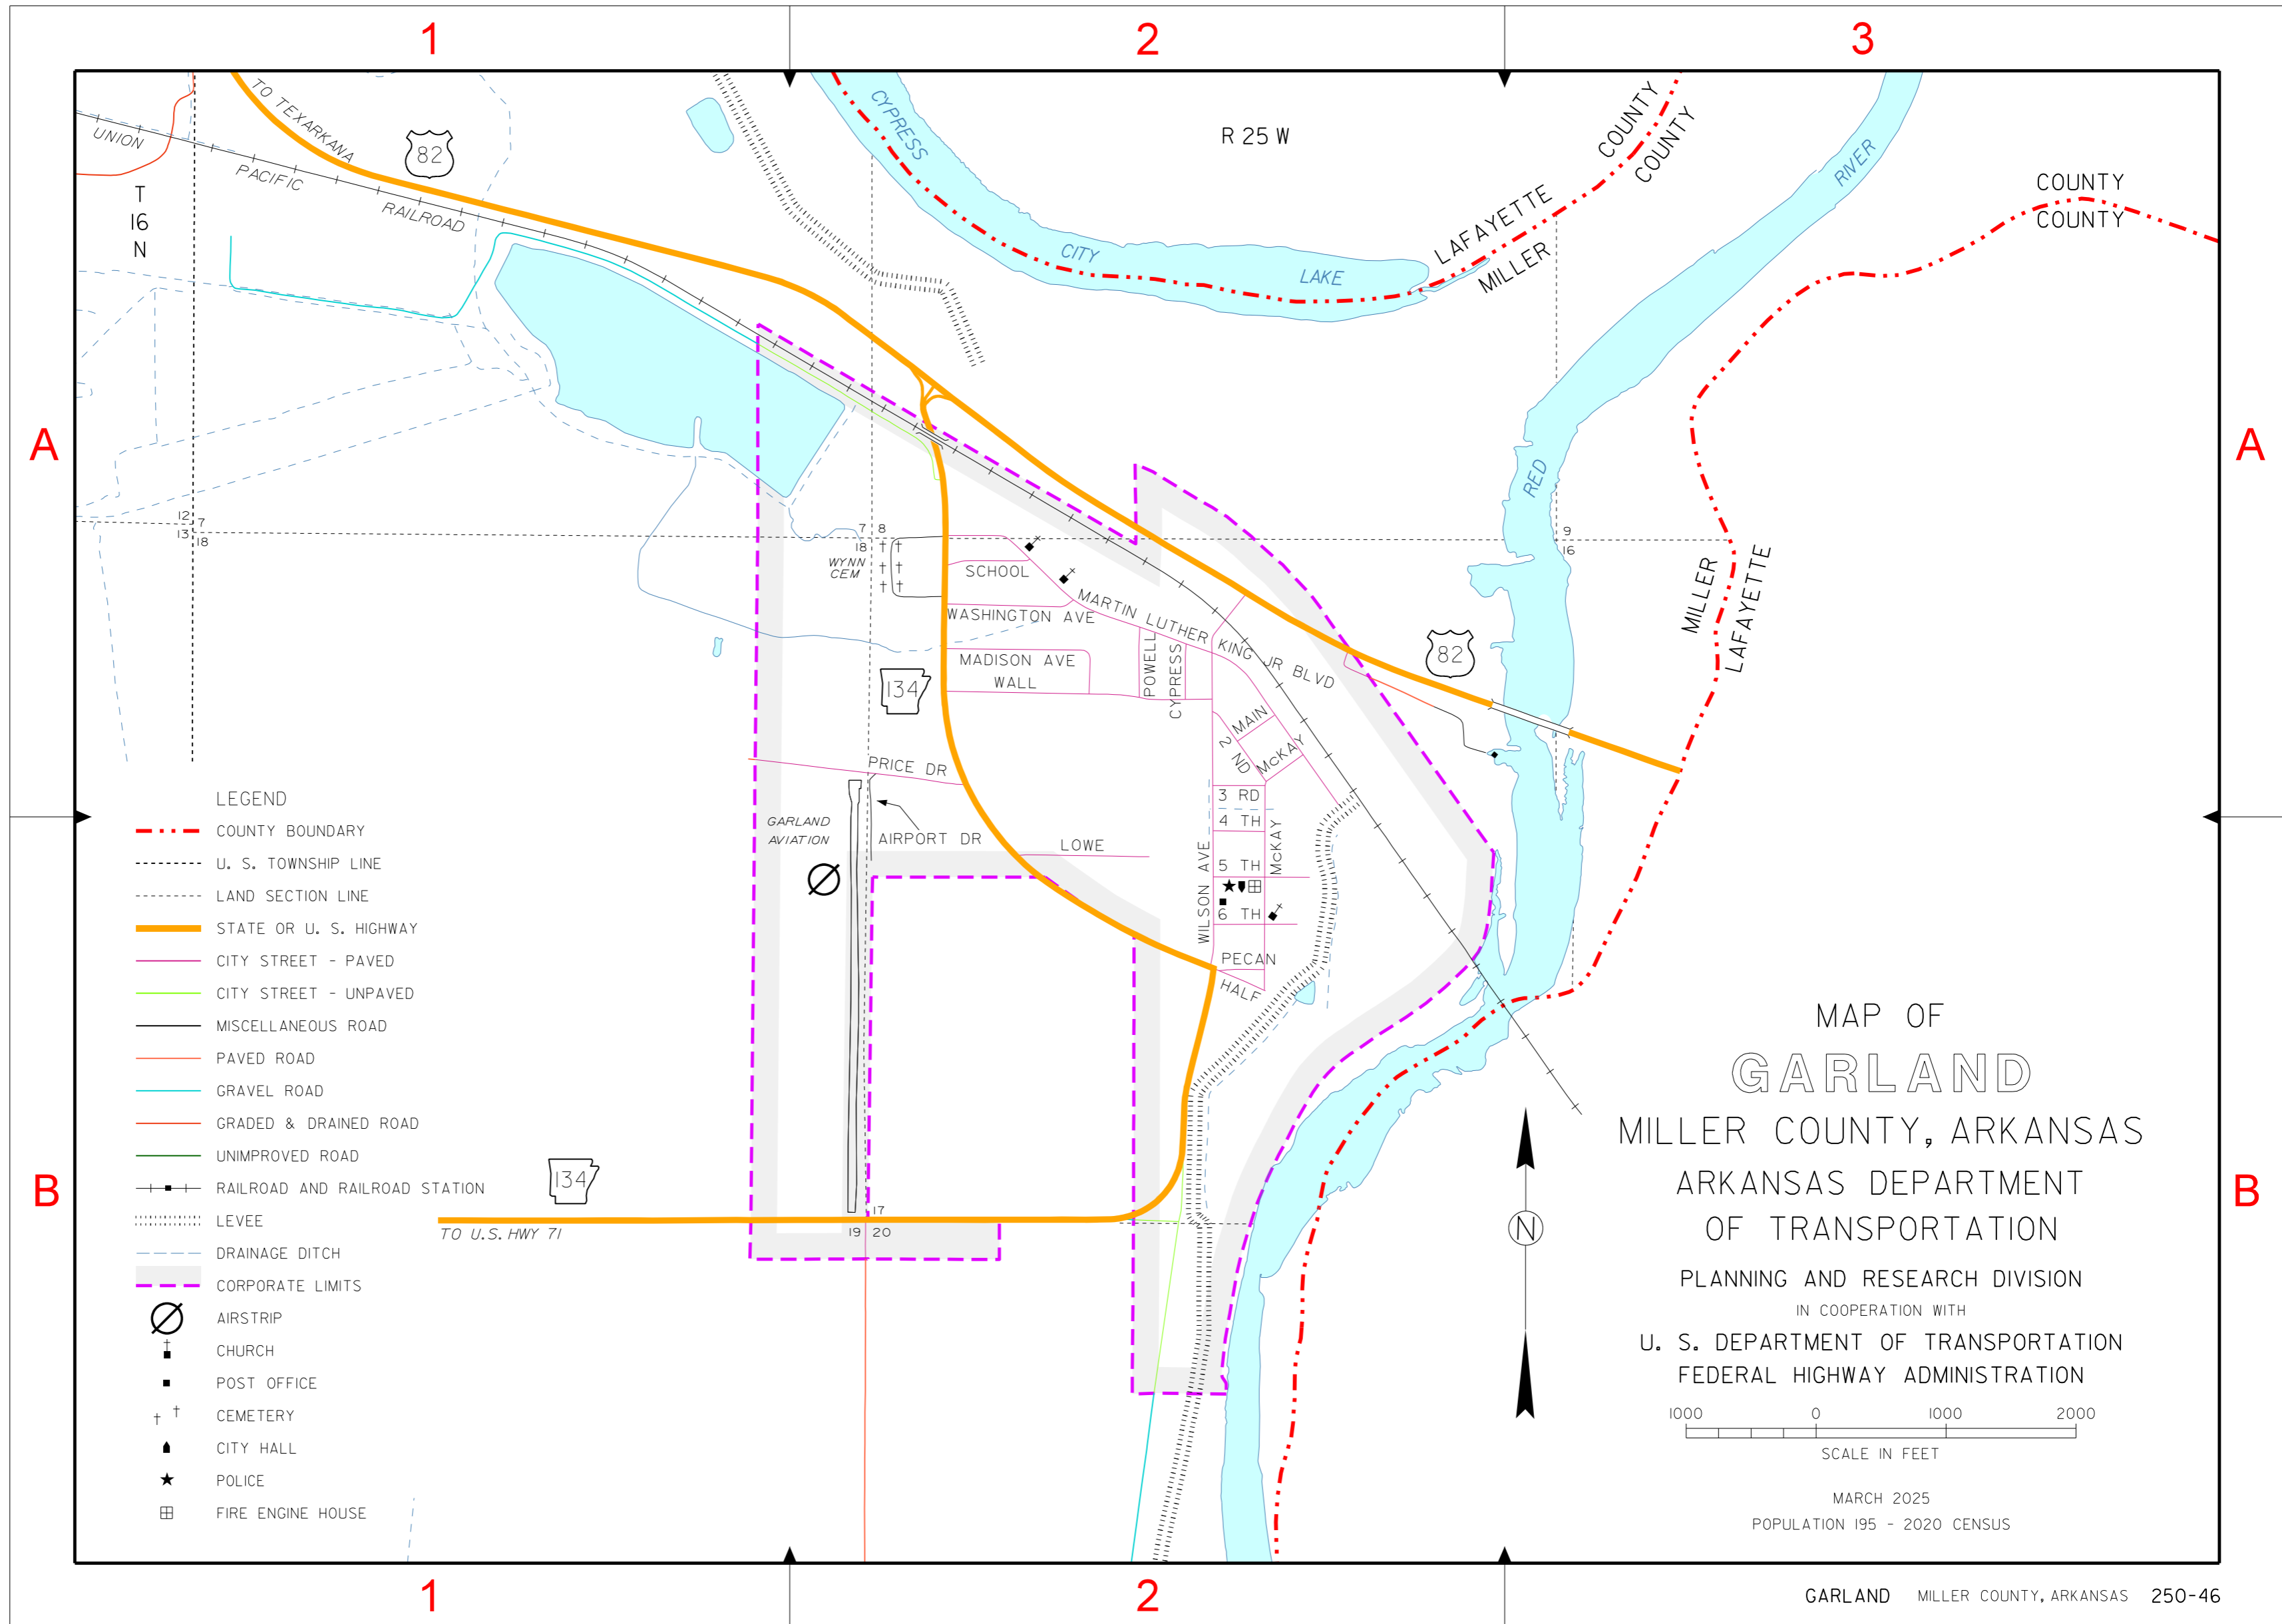 1
2
3
A
A
B
B
1
2
TO TEXARKANA
82
UNION
PACIFIC
RAILROAD
T
16
N
CYPRESS
CITY
LAKE
R 25 W
COUNTY
COUNTY
LAFAYETTE
MILLER
RED
RIVER
COUNTY
COUNTY
MILLER
LAFAYETTE
12
7
13
18
7
8
18
9
16
WYNN
CEM
SCHOOL
WASHINGTON AVE
MARTIN LUTHER KING JR BLVD
MADISON AVE
WALL
POWELL
CYPRESS
134
82
MAIN
2 ND
McKAY
PRICE DR
GARLAND
AVIATION
AIRPORT DR
LOWE
WILSON AVE
3 RD
4 TH
McKAY
5 TH
6 TH
PECAN
HALF
134
TO U.S. HWY 71
17
19
20
LEGEND
COUNTY BOUNDARY
U. S. TOWNSHIP LINE
LAND SECTION LINE
STATE OR U. S. HIGHWAY
CITY STREET - PAVED
CITY STREET - UNPAVED
MISCELLANEOUS ROAD
PAVED ROAD
GRAVEL ROAD
GRADED & DRAINED ROAD
UNIMPROVED ROAD
RAILROAD AND RAILROAD STATION
LEVEE
DRAINAGE DITCH
CORPORATE LIMITS
AIRSTRIP
CHURCH
POST OFFICE
CEMETERY
CITY HALL
POLICE
FIRE ENGINE HOUSE
N
MAP OF
GARLAND
MILLER COUNTY, ARKANSAS
ARKANSAS DEPARTMENT
OF TRANSPORTATION
PLANNING AND RESEARCH DIVISION
IN COOPERATION WITH
U. S. DEPARTMENT OF TRANSPORTATION
FEDERAL HIGHWAY ADMINISTRATION
1000 0 1000 2000
SCALE IN FEET
MARCH 2025
POPULATION 195 - 2020 CENSUS
GARLAND MILLER COUNTY, ARKANSAS 250-46